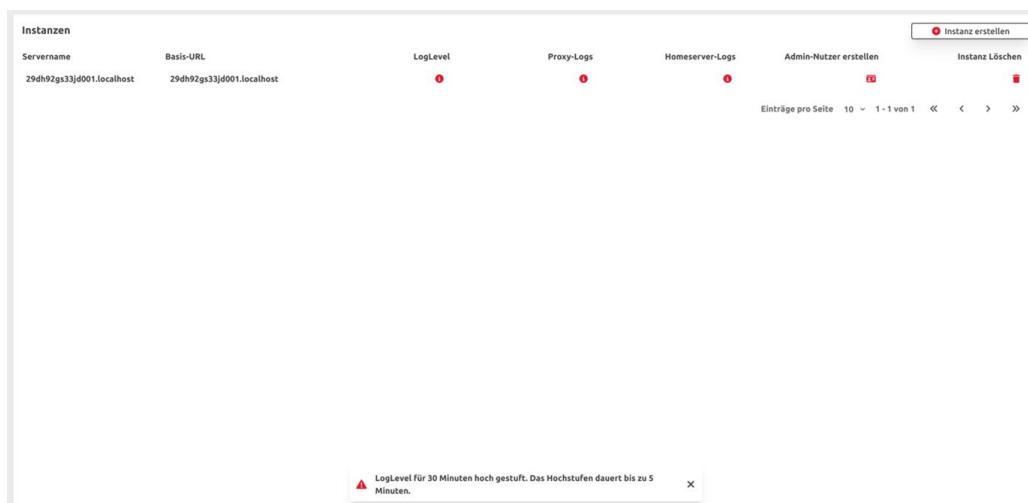 Instanzen
Instanz erstellen
Servername Basis-URL LogLevel Proxy-Logs Homeserver-Logs Admin-Nutzer erstellen Instanz Löschen
29dh92gs33jd001.localhost 29dh92gs33jd001.localhost
Einträge pro Seite 10 1 - 1 von 1
LogLevel für 30 Minuten hoch gestuft. Das Hochstufen dauert bis zu 5
Minuten.